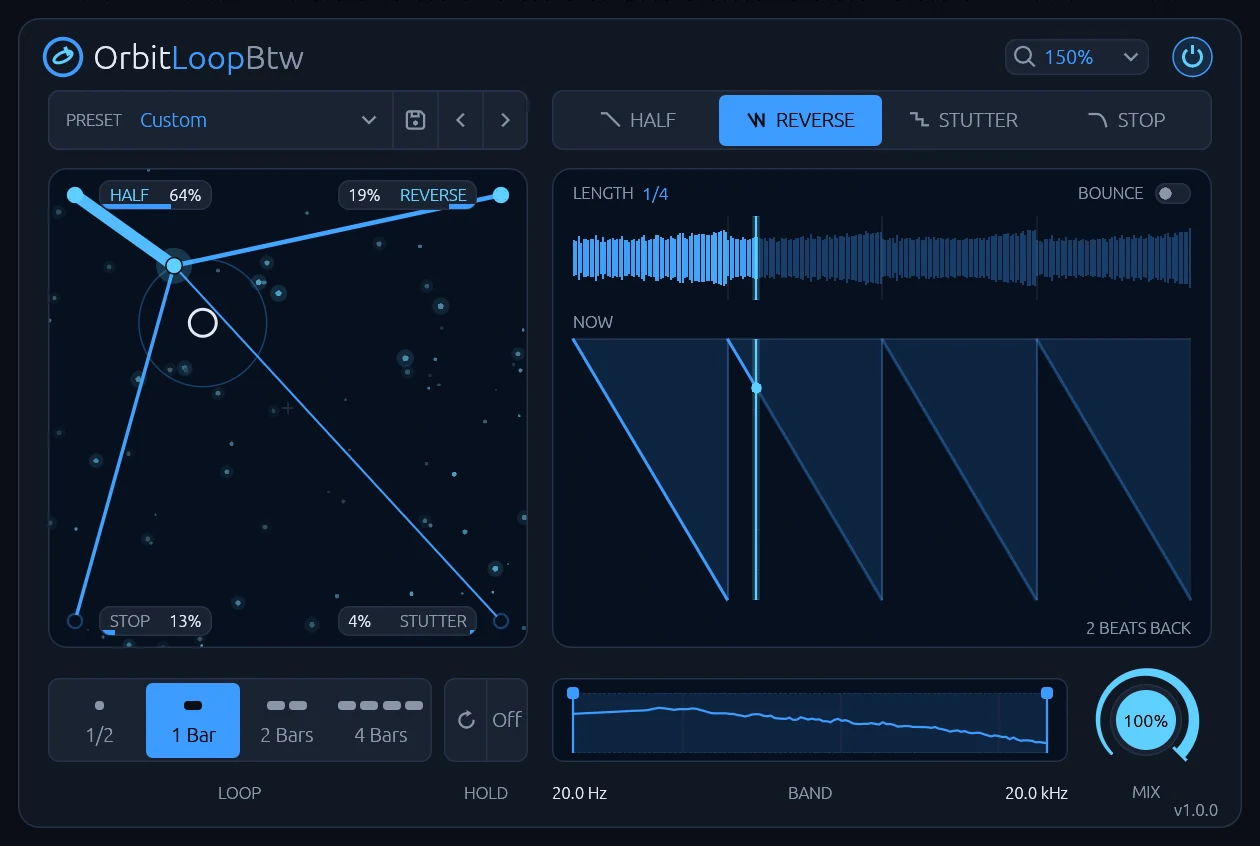 OrbitLoopBtw
150%
PRESET Custom
HALF REVERSE STUTTER STOP
HALF 64%
19% REVERSE
STOP 13%
4% STUTTER
LENGTH 1/4
BOUNCE
NOW
2 BEATS BACK
1/2 1 Bar 2 Bars 4 Bars
Off
100%
LOOP
HOLD
20.0 Hz BAND 20.0 kHz
MIX
v1.0.0